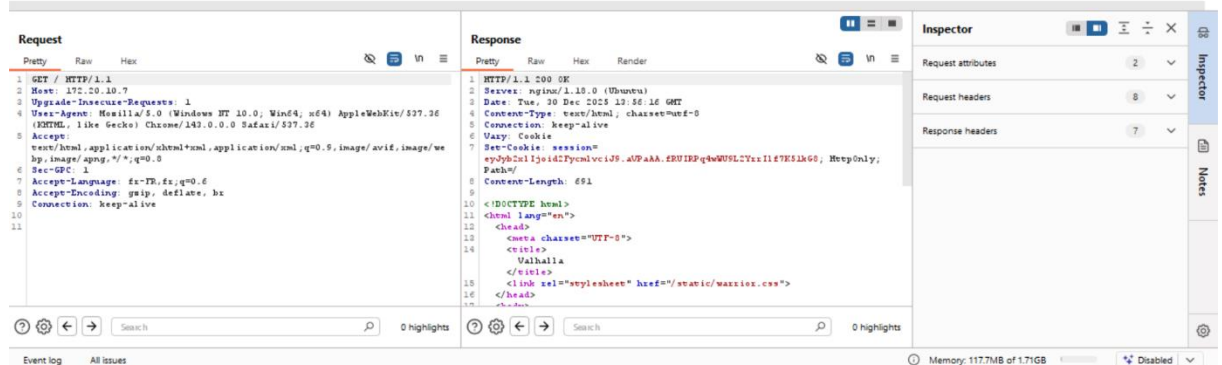 Request
Pretty Raw Hex
\n
1 GET / HTTP/1.1
2 Host: 172.20.10.7
3 Upgrade-Insecure-Requests: 1
4 User-Agent: Mozilla/5.0 (Windows NT 10.0; Win64; x64) AppleWebKit/537.36
(KHTML, like Gecko) Chrome/143.0.0.0 Safari/537.36
5 Accept:
text/html,application/xhtml+xml,application/xml;q=0.9,image/avif,image/we
bp,image/apng,*/*;q=0.8
6 Sec-GPC: 1
7 Accept-Language: fr-FR,fr;q=0.6
8 Accept-Encoding: gzip, deflate, br
9 Connection: keep-alive
10
11
Search
0 highlights
Response
Pretty Raw Hex Render
\n
1 HTTP/1.1 200 OK
2 Server: nginx/1.18.0 (Ubuntu)
3 Date: Tue, 30 Dec 2025 13:56:16 GMT
4 Content-Type: text/html; charset=utf-8
5 Connection: keep-alive
6 Vary: Cookie
7 Set-Cookie: session=
HttpOnly;
Path=/
8 Content-Length: 691
9
10 <!DOCTYPE html>
11 <html lang="en">
12 <head>
13 <meta charset="UTF-8">
14 <title>
Valhalla
</title>
15 <link rel="stylesheet" href="/static/warrior.css">
16 </head>
17 <body>
Search
0 highlights
Inspector
Request attributes 2
Request headers 8
Response headers 7
Inspector
Notes
Event log All issues
Memory: 117.7MB of 1.71GB
Disabled